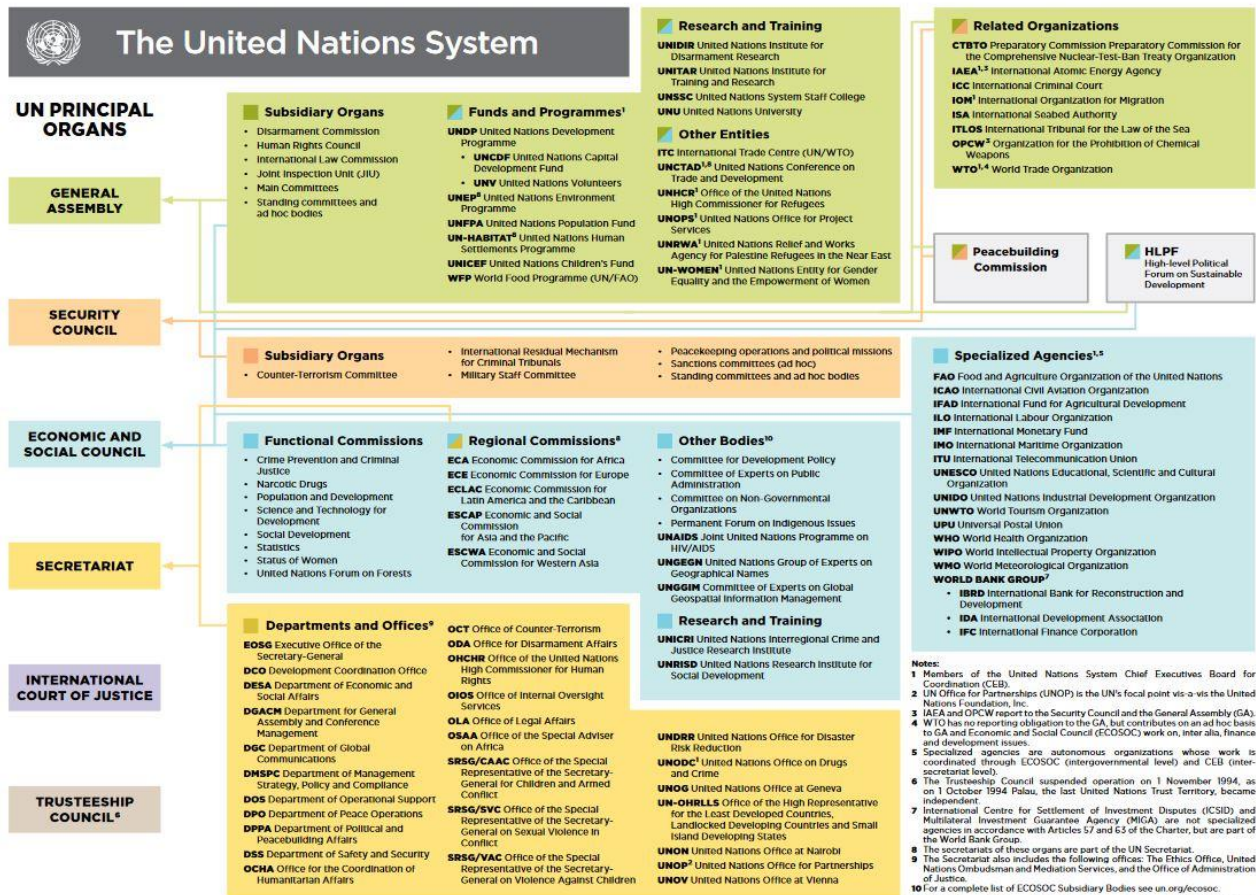 The United Nations System
UN PRINCIPAL
ORGANS
GENERAL
ASSEMBLY
SECURITY
COUNCIL
ECONOMIC AND
SOCIAL COUNCIL
SECRETARIAT
INTERNATIONAL
COURT OF JUSTICE
TRUSTEESHIP
COUNCIL⁶
Subsidiary Organs
• Disarmament Commission
• Human Rights Council
• International Law Commission
• Joint Inspection Unit (JIU)
• Main Committees
• Standing committees and
ad hoc bodies
Funds and Programmes¹
UNDP United Nations Development
Programme
• UNCDF United Nations Capital
Development Fund
• UNV United Nations Volunteers
UNEP⁸ United Nations Environment
Programme
UNFPA United Nations Population Fund
UN-HABITAT⁸ United Nations Human
Settlements Programme
UNICEF United Nations Children's Fund
WFP World Food Programme (UN/FAO)
Research and Training
UNIDIR United Nations Institute for
Disarmament Research
UNITAR United Nations Institute for
Training and Research
UNSSC United Nations System Staff College
UNU United Nations University
Other Entities
ITC International Trade Centre (UN/WTO)
UNCTAD¹,⁸ United Nations Conference on
Trade and Development
UNHCR¹ Office of the United Nations
High Commissioner for Refugees
UNOPS¹ United Nations Office for Project
Services
UNRWA¹ United Nations Relief and Works
Agency for Palestine Refugees in the Near East
UN-WOMEN¹ United Nations Entity for Gender
Equality and the Empowerment of Women
Related Organizations
CTBTO Preparatory Commission Preparatory Commission for
the Comprehensive Nuclear-Test-Ban Treaty Organization
IAEA¹,³ International Atomic Energy Agency
ICC International Criminal Court
IOM¹ International Organization for Migration
ISA International Seabed Authority
ITLOS International Tribunal for the Law of the Sea
OPCW³ Organization for the Prohibition of Chemical
Weapons
WTO¹,⁴ World Trade Organization
Peacebuilding
Commission
HLPF
High-level Political
Forum on Sustainable
Development
Subsidiary Organs
• Counter-Terrorism Committee
• International Residual Mechanism
for Criminal Tribunals
• Military Staff Committee
• Peacekeeping operations and political missions
• Sanctions committees (ad hoc)
• Standing committees and ad hoc bodies
Functional Commissions
• Crime Prevention and Criminal
Justice
• Narcotic Drugs
• Population and Development
• Science and Technology for
Development
• Social Development
• Statistics
• Status of Women
• United Nations Forum on Forests
Regional Commissions⁸
ECA Economic Commission for Africa
ECE Economic Commission for Europe
ECLAC Economic Commission for
Latin America and the Caribbean
ESCAP Economic and Social
Commission
for Asia and the Pacific
ESCWA Economic and Social
Commission for Western Asia
Other Bodies¹⁰
• Committee for Development Policy
• Committee of Experts on Public
Administration
• Committee on Non-Governmental
Organizations
• Permanent Forum on Indigenous Issues
UNAIDS Joint United Nations Programme on
HIV/AIDS
UNGEGN United Nations Group of Experts on
Geographical Names
UNGGIM Committee of Experts on Global
Geospatial Information Management
Research and Training
UNICRI United Nations Interregional Crime and
Justice Research Institute
UNRISD United Nations Research Institute for
Social Development
Specialized Agencies¹,⁵
FAO Food and Agriculture Organization of the United Nations
ICAO International Civil Aviation Organization
IFAD International Fund for Agricultural Development
ILO International Labour Organization
IMF International Monetary Fund
IMO International Maritime Organization
ITU International Telecommunication Union
UNESCO United Nations Educational, Scientific and Cultural
Organization
UNIDO United Nations Industrial Development Organization
UNWTO World Tourism Organization
UPU Universal Postal Union
WHO World Health Organization
WIPO World Intellectual Property Organization
WMO World Meteorological Organization
WORLD BANK GROUP⁷
• IBRD International Bank for Reconstruction and
Development
• IDA International Development Association
• IFC International Finance Corporation
Departments and Offices⁹
EOSG Executive Office of the
Secretary-General
DCO Development Coordination Office
DESA Department of Economic and
Social Affairs
DGACM Department for General
Assembly and Conference
Management
DGC Department of Global
Communications
DMSPC Department of Management
Strategy, Policy and Compliance
DOS Department of Operational Support
DPO Department of Peace Operations
DPPA Department of Political and
Peacebuilding Affairs
DSS Department of Safety and Security
OCHA Office for the Coordination of
Humanitarian Affairs
OCT Office of Counter-Terrorism
ODA Office for Disarmament Affairs
OHCHR Office of the United Nations
High Commissioner for Human
Rights
OIOS Office of Internal Oversight
Services
OLA Office of Legal Affairs
OSAA Office of the Special Adviser
on Africa
SRSG/CAAC Office of the Special
Representative of the Secretary-
General for Children and Armed
Conflict
SRSG/SVC Office of the Special
Representative of the Secretary-
General on Sexual Violence in
Conflict
SRSG/VAC Office of the Special
Representative of the Secretary-
General on Violence Against Children
UNDRR United Nations Office for Disaster
Risk Reduction
UNODC¹ United Nations Office on Drugs
and Crime
UNOG United Nations Office at Geneva
UN-OHRLLS Office of the High Representative
for the Least Developed Countries,
Landlocked Developing Countries and Small
Island Developing States
UNON United Nations Office at Nairobi
UNOP² United Nations Office for Partnerships
UNOV United Nations Office at Vienna
Notes:
1 Members of the United Nations System Chief Executives Board for
Coordination (CEB).
2 UN Office for Partnerships (UNOP) is the UN's focal point vis-a-vis the United
Nations Foundation, Inc.
3 IAEA and OPCW report to the Security Council and the General Assembly (GA).
4 WTO has no reporting obligation to the GA, but contributes on an ad hoc basis
to GA and Economic and Social Council (ECOSOC) work on, inter alia, finance
and development issues.
5 Specialized agencies are autonomous organizations whose work is
coordinated through ECOSOC (intergovernmental level) and CEB (inter-
secretariat level).
6 The Trusteeship Council suspended operation on 1 November 1994, as
on 1 October 1994 Palau, the last United Nations Trust Territory, became
independent.
7 International Centre for Settlement of Investment Disputes (ICSID) and
Multilateral Investment Guarantee Agency (MIGA) are not specialized
agencies in accordance with Articles 57 and 63 of the Charter, but are part of
the World Bank Group.
8 The secretariats of these organs are part of the UN Secretariat.
9 The Secretariat also includes the following offices: The Ethics Office, United
Nations Ombudsman and Mediation Services, and the Office of Administration
of Justice.
10 For a complete list of ECOSOC Subsidiary Bodies see un.org/ecosoc.